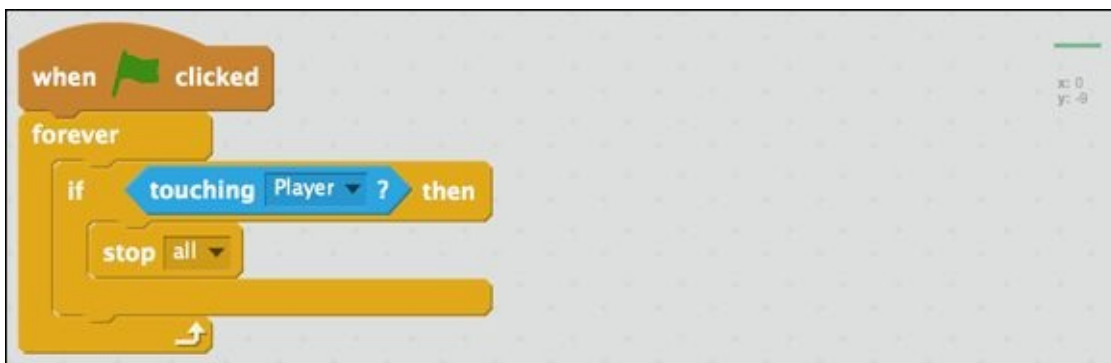 when clicked
forever
if touching Player ? then
stop all
x: 0
y: -9